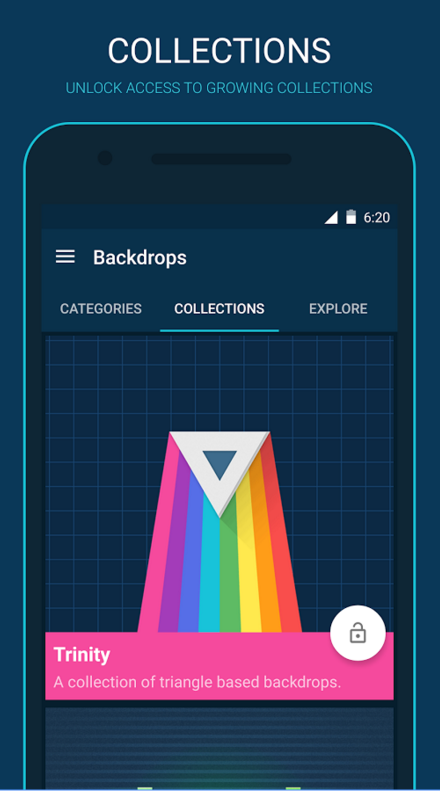 COLLECTIONS
UNLOCK ACCESS TO GROWING COLLECTIONS
6:20
Backdrops
CATEGORIES COLLECTIONS EXPLORE
Trinity
A collection of triangle based backdrops.